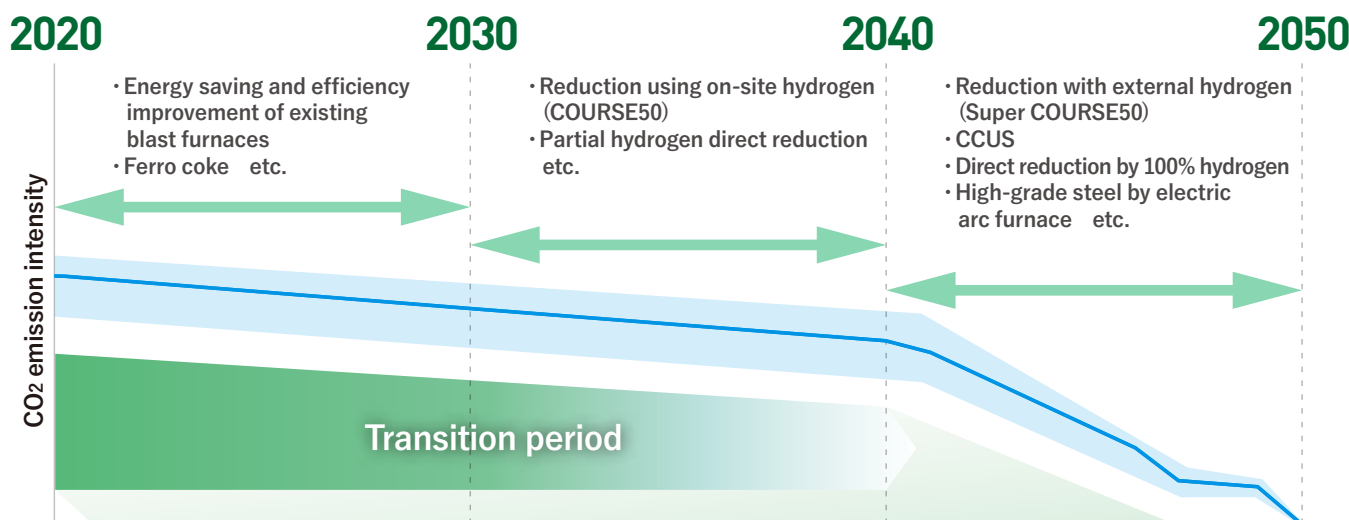 2020
2030
2040
2050
・Energy saving and efficiency
improvement of existing
blast furnaces
・Ferro coke etc.
・Reduction using on-site hydrogen
(COURSE50)
・Partial hydrogen direct reduction
etc.
・Reduction with external hydrogen
(Super COURSE50)
・CCUS
・Direct reduction by 100% hydrogen
・High-grade steel by electric
arc furnace etc.
CO2 emission intensity
Transition period